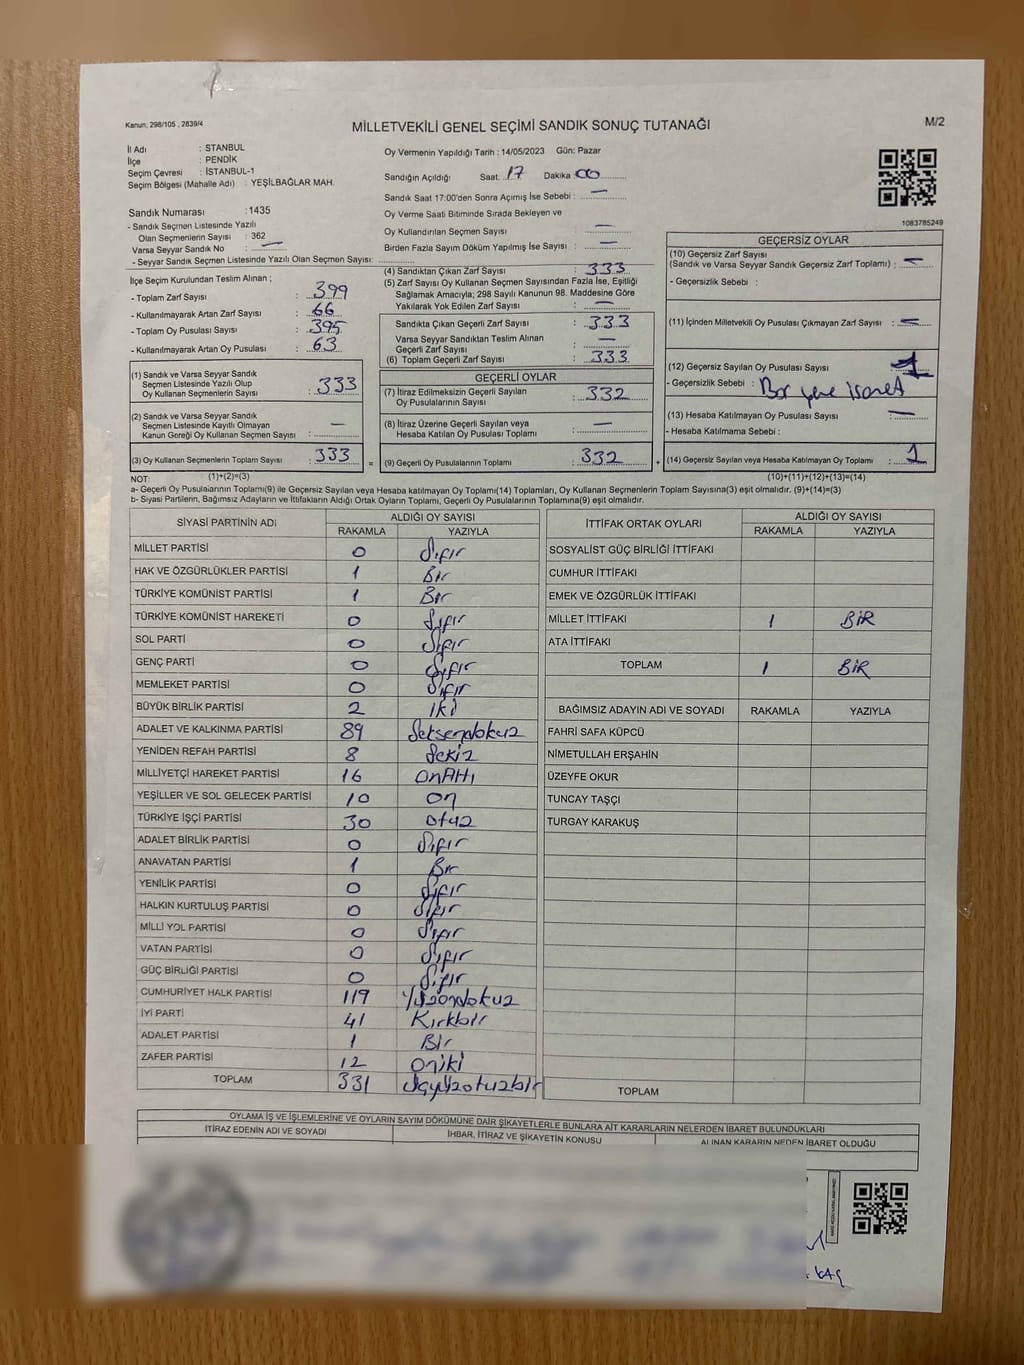 Kanun; 298/105 , 2839/4
MİLLETVEKİLİ GENEL SEÇİMİ SANDIK SONUÇ TUTANAĞI
M/2
İl Adı : STANBUL
İlçe : PENDİK
Seçim Çevresi : İSTANBUL-1
Seçim Bölgesi (Mahalle Adı) : YEŞİLBAĞLAR MAH.
Sandık Numarası :1435
- Sandık Seçmen Listesinde Yazılı
Olan Seçmenlerin Sayısı : 362
Varsa Seyyar Sandık No : —
- Seyyar Sandık Seçmen Listesinde Yazılı Olan Seçmen Sayısı:
Oy Vermenin Yapıldığı Tarih : 14/05/2023 Gün: Pazar
Sandığın Açıldığı Saat: 17 Dakika 00
Sandık Saat 17:00'den Sonra Açımış İse Sebebi : —
Oy Verme Saati Bitiminde Sırada Bekleyen ve
Oy Kullandırılan Seçmen Sayısı : —
Birden Fazla Sayım Döküm Yapılmış İse Sayısı : —
1083785249
İlçe Seçim Kurulundan Teslim Alınan ;
- Toplam Zarf Sayısı : 399
- Kullanılmayarak Artan Zarf Sayısı : 66
- Toplam Oy Pusulası Sayısı : 395
- Kullanılmayarak Artan Oy Pusulası : 63
(1) Sandık ve Varsa Seyyar Sandık
Seçmen Listesinde Yazılı Olup
Oy Kullanan Seçmenlerin Sayısı : 333
(2) Sandık ve Varsa Seyyar Sandık
Seçmen Listesinde Kayıtlı Olmayan
Kanun Gereği Oy Kullanan Seçmen Sayısı : —
(3) Oy Kullanan Seçmenlerin Toplam Sayısı : 333 =
(4) Sandıktan Çıkan Zarf Sayısı : 333
(5) Zarf Sayısı Oy Kullanan Seçmen Sayısından Fazla İse, Eşitliği
Sağlamak Amacıyla; 298 Sayılı Kanunun 98. Maddesine Göre
Yakılarak Yok Edilen Zarf Sayısı : —
Sandıkta Çıkan Geçerli Zarf Sayısı : 333
Varsa Seyyar Sandıktan Teslim Alınan
Geçerli Zarf Sayısı : —
(6) Toplam Geçerli Zarf Sayısı : 333
GEÇERLİ OYLAR
(7) İtiraz Edilmeksizin Geçerli Sayılan
Oy Pusulalarının Sayısı : 332
(8) İtiraz Üzerine Geçerli Sayılan veya
Hesaba Katılan Oy Pusulası Toplamı : —
(9) Geçerli Oy Pusulalarının Toplamı : 332 +
GEÇERSİZ OYLAR
(10) Geçersiz Zarf Sayısı
(Sandık ve Varsa Seyyar Sandık Geçersiz Zarf Toplamı) : —
- Geçersizlik Sebebi :
(11) İçinden Milletvekili Oy Pusulası Çıkmayan Zarf Sayısı : —
(12) Geçersiz Sayılan Oy Pusulası Sayısı : 1
- Geçersizlik Sebebi :
(13) Hesaba Katılmayan Oy Pusulası Sayısı : —
- Hesaba Katılmama Sebebi :
(14) Geçersiz Sayılan veya Hesaba Katılmayan Oy Toplamı : 1
NOT: (1)+(2)=(3) (10)+(11)+(12)+(13)=(14)
a- Geçerli Oy Pusulalarının Toplamı(9) ile Geçersiz Sayılan veya Hesaba katılmayan Oy Toplamı(14) Toplamları, Oy Kullanan Seçmenlerin Toplam Sayısına(3) eşit olmalıdır. (9)+(14)=(3)
b- Siyasi Partilerin, Bağımsız Adayların ve İttifakların Aldığı Ortak Oyların Toplamı, Geçerli Oy Pusulalarının Toplamına(9) eşit olmalıdır.
SİYASİ PARTİNİN ADI ALDIĞI OY SAYISI
RAKAMLA YAZIYLA
MİLLET PARTİSİ 0 Sıfır
HAK VE ÖZGÜRLÜKLER PARTİSİ 1 Bir
TÜRKİYE KOMÜNİST PARTİSİ 1 Bir
TÜRKİYE KOMÜNİST HAREKETİ 0 Sıfır
SOL PARTİ 0 Sıfır
GENÇ PARTİ 0 Sıfır
MEMLEKET PARTİSİ 0 Sıfır
BÜYÜK BİRLİK PARTİSİ 2 İki
ADALET VE KALKINMA PARTİSİ 89 Seksendokuz
YENİDEN REFAH PARTİSİ 8 Sekiz
MİLLİYETÇİ HAREKET PARTİSİ 16 OnAltı
YEŞİLLER VE SOL GELECEK PARTİSİ 10 On
TÜRKİYE İŞÇİ PARTİSİ 30 Otuz
ADALET BİRLİK PARTİSİ 0 Sıfır
ANAVATAN PARTİSİ 1 Bir
YENİLİK PARTİSİ 0 Sıfır
HALKIN KURTULUŞ PARTİSİ 0 Sıfır
MİLLİ YOL PARTİSİ 0 Sıfır
VATAN PARTİSİ 0 Sıfır
GÜÇ BİRLİĞİ PARTİSİ 0 Sıfır
CUMHURİYET HALK PARTİSİ 119 Yüzondokuz
İYİ PARTİ 41 Kırkbir
ADALET PARTİSİ 1 Bir
ZAFER PARTİSİ 12 Oniki
TOPLAM 331
İTTİFAK ORTAK OYLARI ALDIĞI OY SAYISI
RAKAMLA YAZIYLA
SOSYALİST GÜÇ BİRLİĞİ İTTİFAKI
CUMHUR İTTİFAKI
EMEK VE ÖZGÜRLÜK İTTİFAKI
MİLLET İTTİFAKI 1 BİR
ATA İTTİFAKI
TOPLAM 1 BİR
BAĞIMSIZ ADAYIN ADI VE SOYADI RAKAMLA YAZIYLA
FAHRİ SAFA KÜPCÜ
NİMETULLAH ERŞAHİN
ÜZEYFE OKUR
TUNCAY TAŞÇI
TURGAY KARAKUŞ
TOPLAM
OYLAMA İŞ VE İŞLEMLERİNE VE OYLARIN SAYIM DÖKÜMÜNE DAİR ŞİKAYETLERLE BUNLARA AİT KARARLARIN NELERDEN İBARET BULUNDUKLARI
İTİRAZ EDENİN ADI VE SOYADI İHBAR, İTİRAZ VE ŞİKAYETİN KONUSU ALINAN KARARIN NEDEN İBARET OLDUĞU